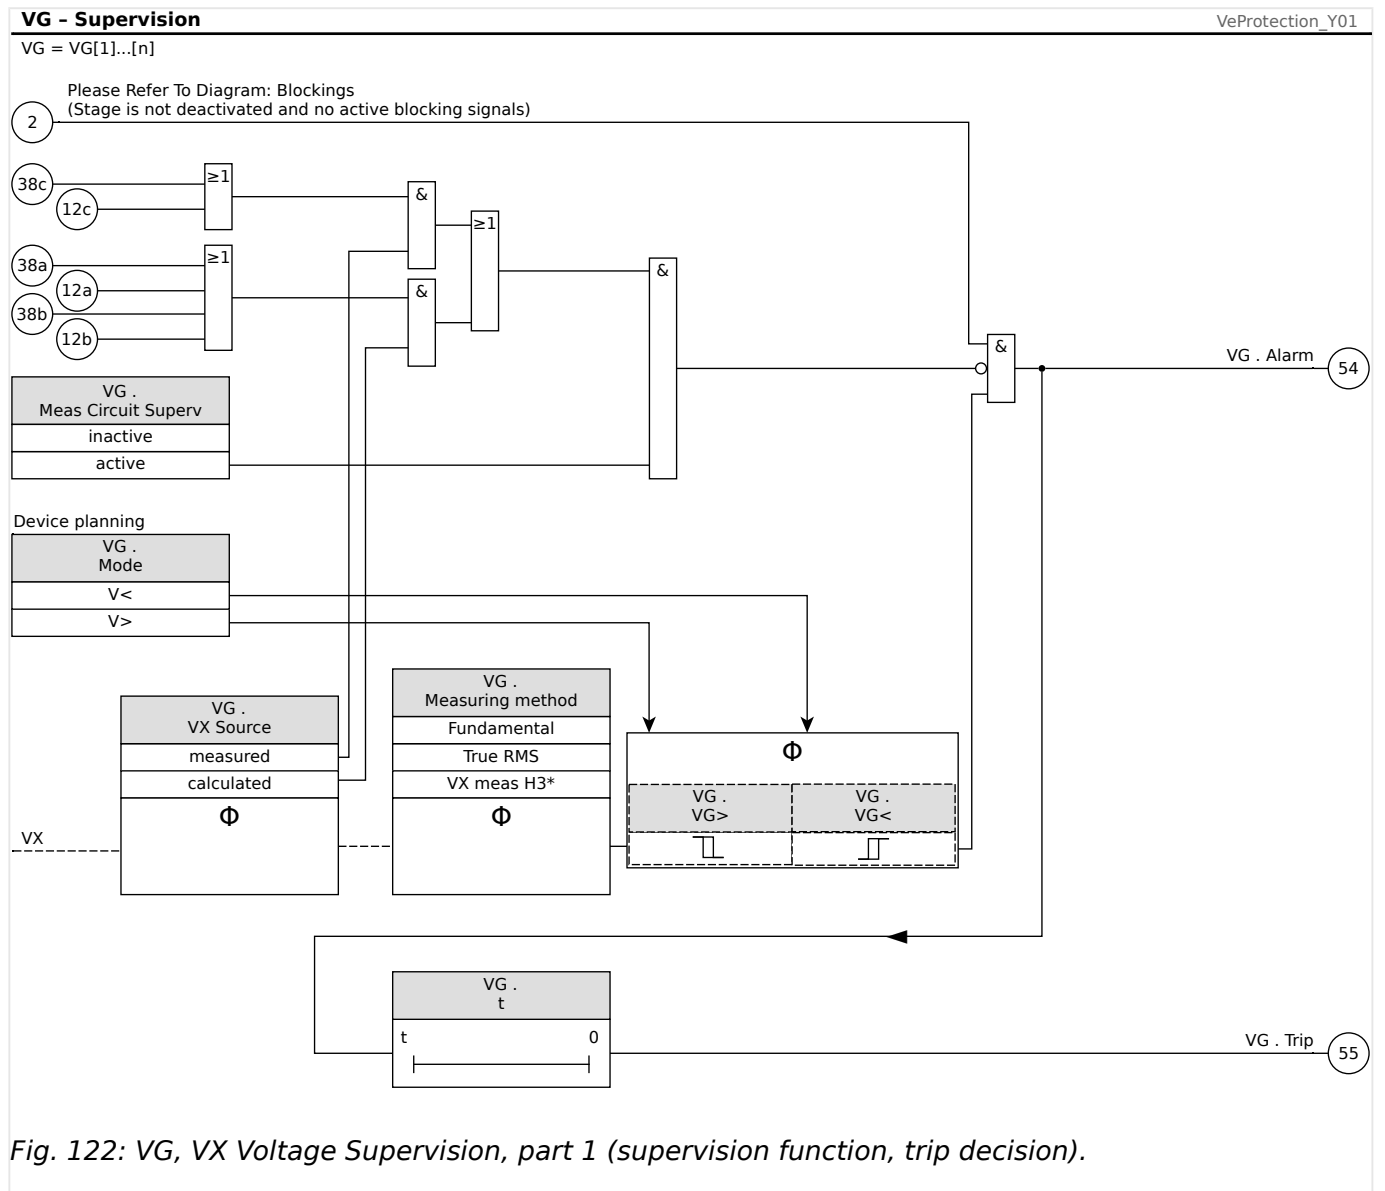 VG – Supervision
VeProtection_Y01
VG = VG[1]...[n]
Please Refer To Diagram: Blockings
(Stage is not deactivated and no active blocking signals)
2
38c
12c
≥1
&
≥1
38a
12a
38b
12b
≥1
&
&
&
VG . Alarm
54
VG .
Meas Circuit Superv
inactive
active
Device planning
VG .
Mode
V<
V>
VG .
VX Source
measured
calculated
Φ
VX
VG .
Measuring method
Fundamental
True RMS
VX meas H3*
Φ
Φ
VG .
VG>
VG .
VG<
VG .
t
t 0
VG . Trip
55
Fig. 122: VG, VX Voltage Supervision, part 1 (supervision function, trip decision).